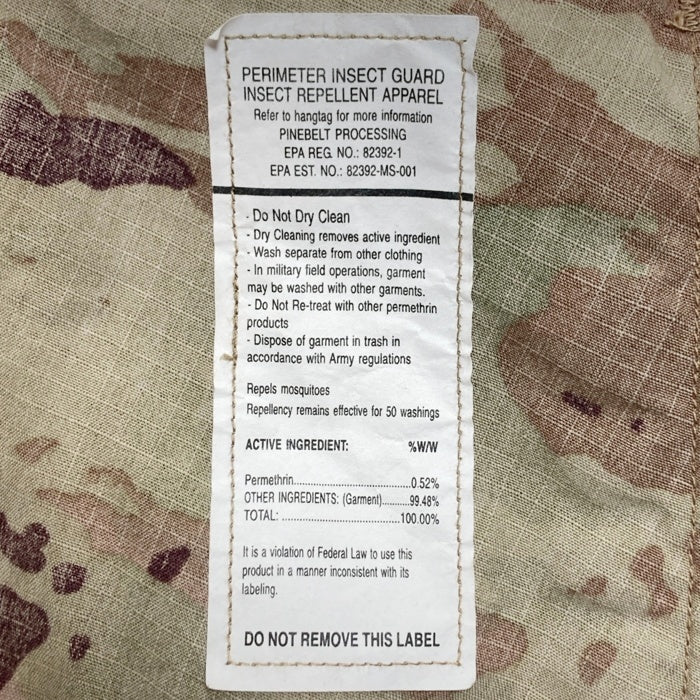 PERIMETER INSECT GUARD
INSECT REPELLENT APPAREL
Refer to hangtag for more information
PINEBELT PROCESSING
EPA REG. NO.: 82392-1
EPA EST. NO.: 82392-MS-001
- Do Not Dry Clean
- Dry Cleaning removes active ingredient
- Wash separate from other clothing
- In military field operations, garment
may be washed with other garments.
- Do Not Re-treat with other permethrin
products
- Dispose of garment in trash in
accordance with Army regulations
Repels mosquitoes
Repellency remains effective for 50 washings
ACTIVE INGREDIENT: %W/W
Permethrin..............................0.52%
OTHER INGREDIENTS: (Garment).......99.48%
TOTAL: ..............................100.00%
It is a violation of Federal Law to use this
product in a manner inconsistent with its
labeling.
DO NOT REMOVE THIS LABEL